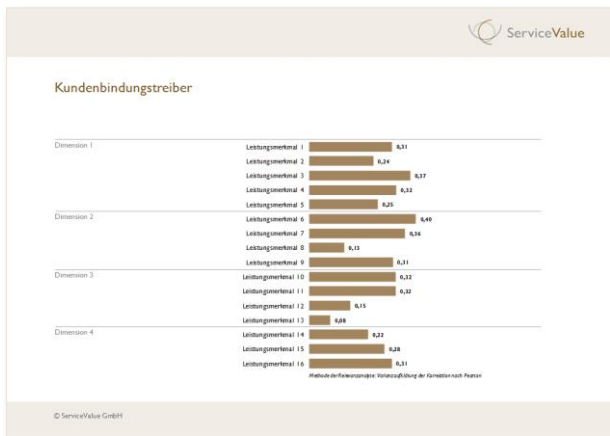 ServiceValue
Kundenbindungstreiber
Dimension 1
Leistungsmerkmal 1 0,31
Leistungsmerkmal 2 0,24
Leistungsmerkmal 3 0,37
Leistungsmerkmal 4 0,32
Leistungsmerkmal 5 0,25
Dimension 2
Leistungsmerkmal 6 0,40
Leistungsmerkmal 7 0,36
Leistungsmerkmal 8 0,13
Leistungsmerkmal 9 0,31
Dimension 3
Leistungsmerkmal 10 0,32
Leistungsmerkmal 11 0,32
Leistungsmerkmal 12 0,15
Leistungsmerkmal 13 0,08
Dimension 4
Leistungsmerkmal 14 0,22
Leistungsmerkmal 15 0,28
Leistungsmerkmal 16 0,31
Methode der Relevanzanalyse: Varianzaufklärung der Korrelation nach Pearson
© ServiceValue GmbH